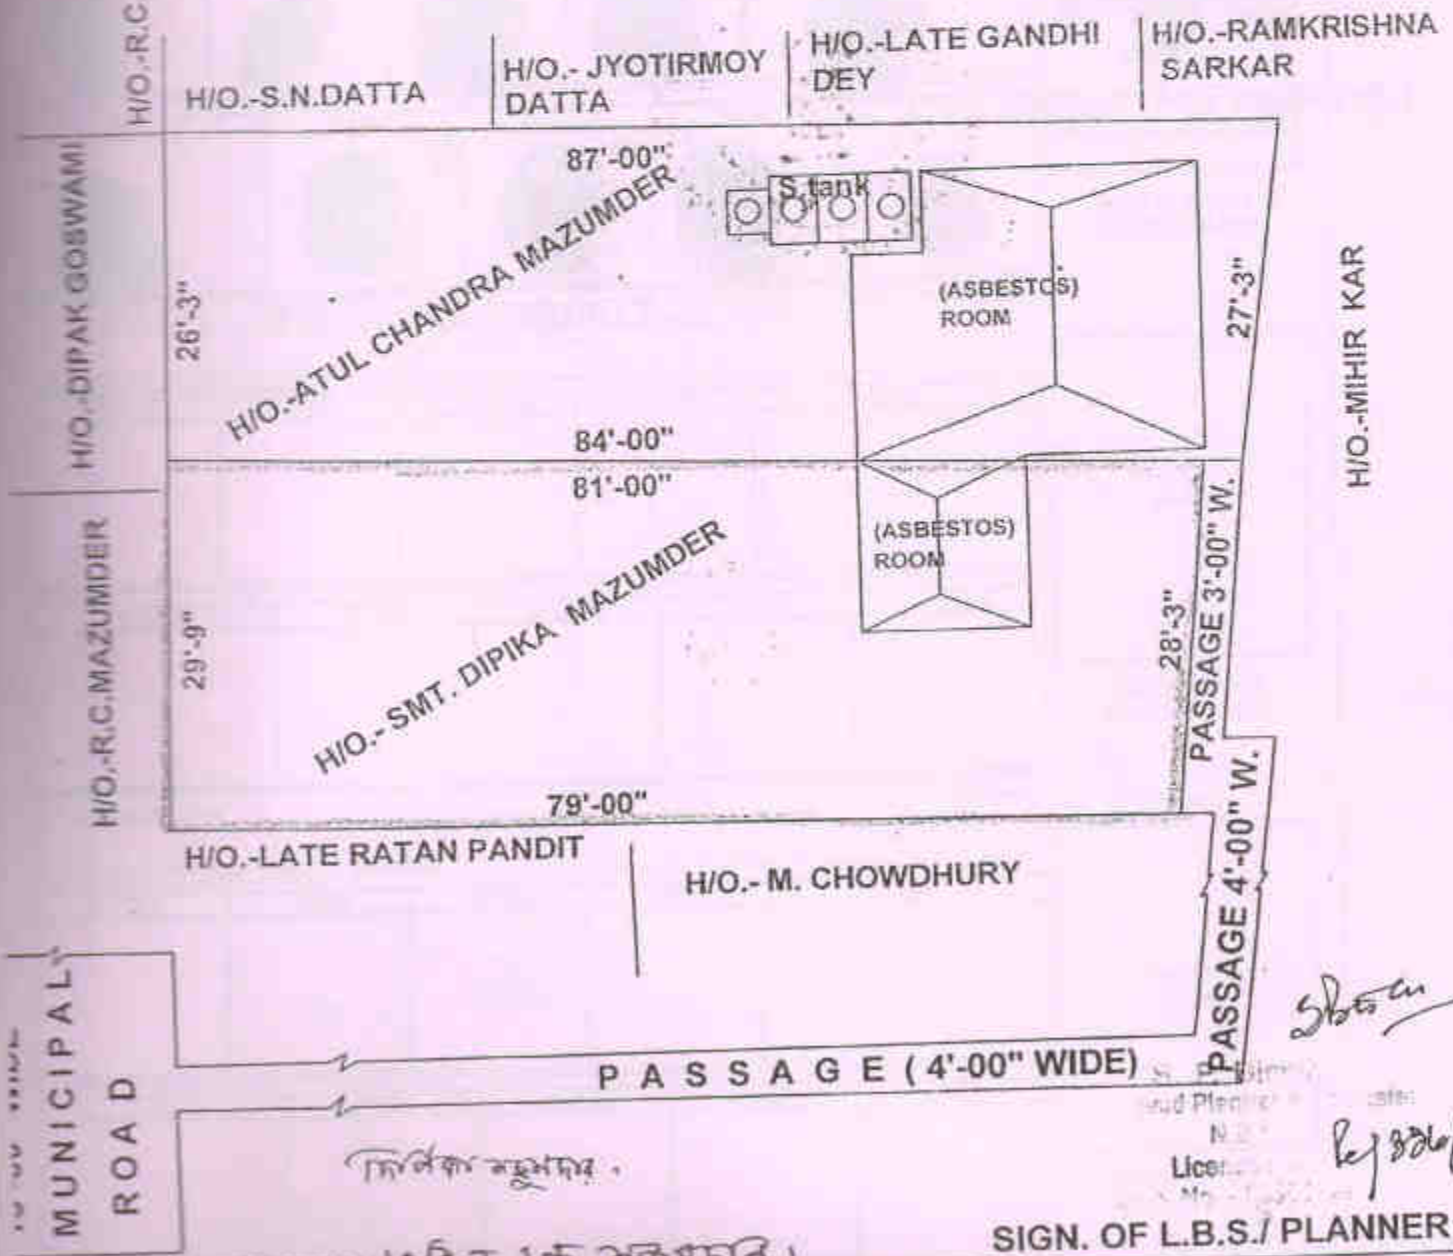 H/O.-R.C
H/O.-S.N.DATTA
H/O.- JYOTIRMOY
DATTA
H/O.-LATE GANDHI
DEY
H/O.-RAMKRISHNA
SARKAR
H/O.-DIPAK GOSWAMI
87'-00"
S.tank
26'-3"
H/O.-ATUL CHANDRA MAZUMDER
(ASBESTOS)
ROOM
27'-3"
H/O.-MIHIR KAR
84'-00"
81'-00"
H/O.-R.C.MAZUMDER
29'-9"
H/O.- SMT. DIPIKA MAZUMDER
(ASBESTOS)
ROOM
28'-3"
PASSAGE 3'-00" W.
79'-00"
H/O.-LATE RATAN PANDIT
H/O.- M. CHOWDHURY
PASSAGE 4'-00" W.
MUNICIPAL
ROAD
PASSAGE ( 4'-00" WIDE)
SIGN. OF L.B.S./ PLANNER